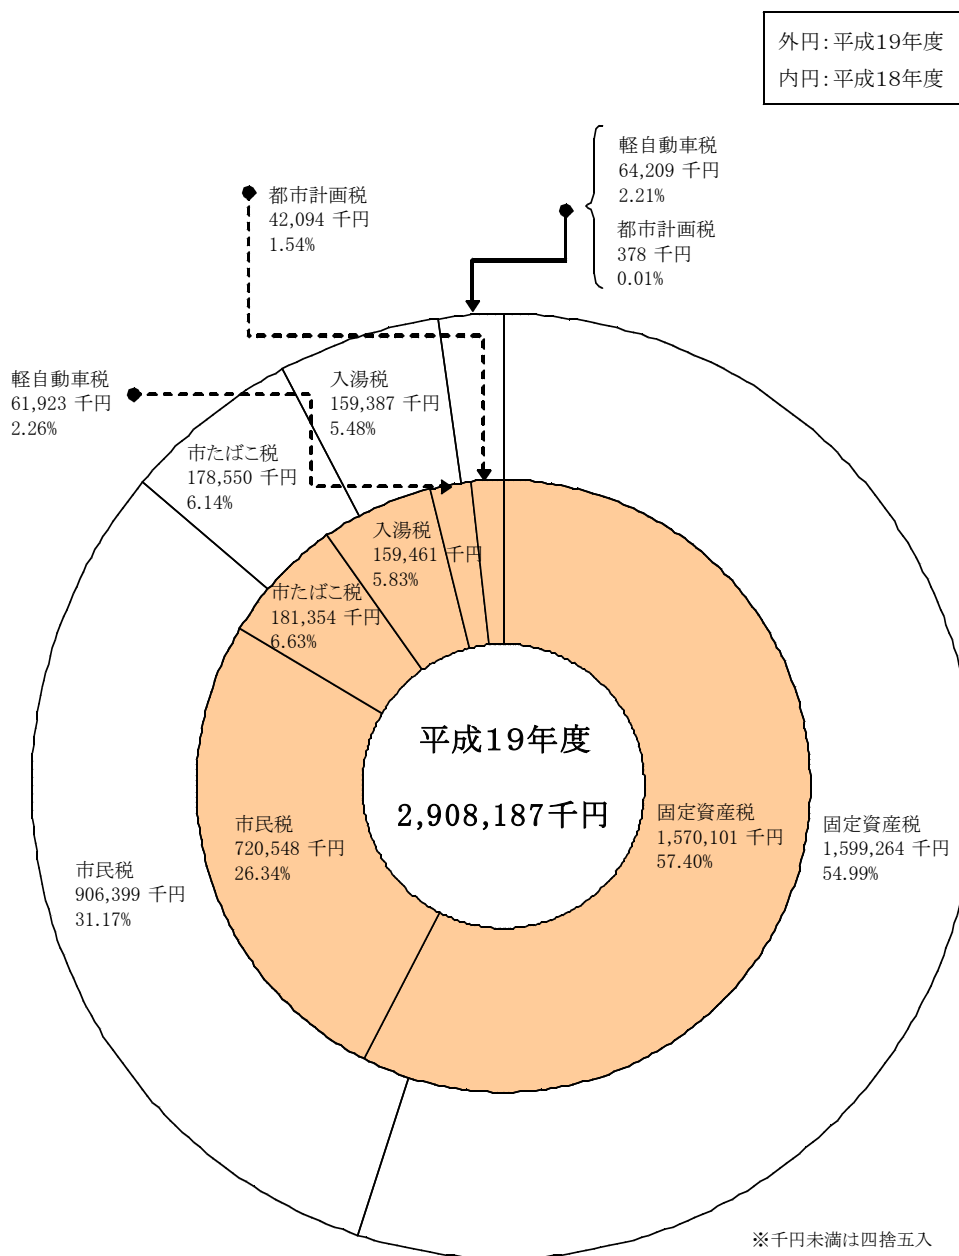 外円:平成19年度
内円:平成18年度
軽自動車税
64,209 千円
2.21%
都市計画税
378 千円
0.01%
都市計画税
42,094 千円
1.54%
軽自動車税
61,923 千円
2.26%
入湯税
159,387 千円
5.48%
市たばこ税
178,550 千円
6.14%
入湯税
159,461 千円
5.83%
市たばこ税
181,354 千円
6.63%
平成19年度
2,908,187千円
固定資産税
1,570,101 千円
57.40%
固定資産税
1,599,264 千円
54.99%
市民税
720,548 千円
26.34%
市民税
906,399 千円
31.17%
※千円未満は四捨五入